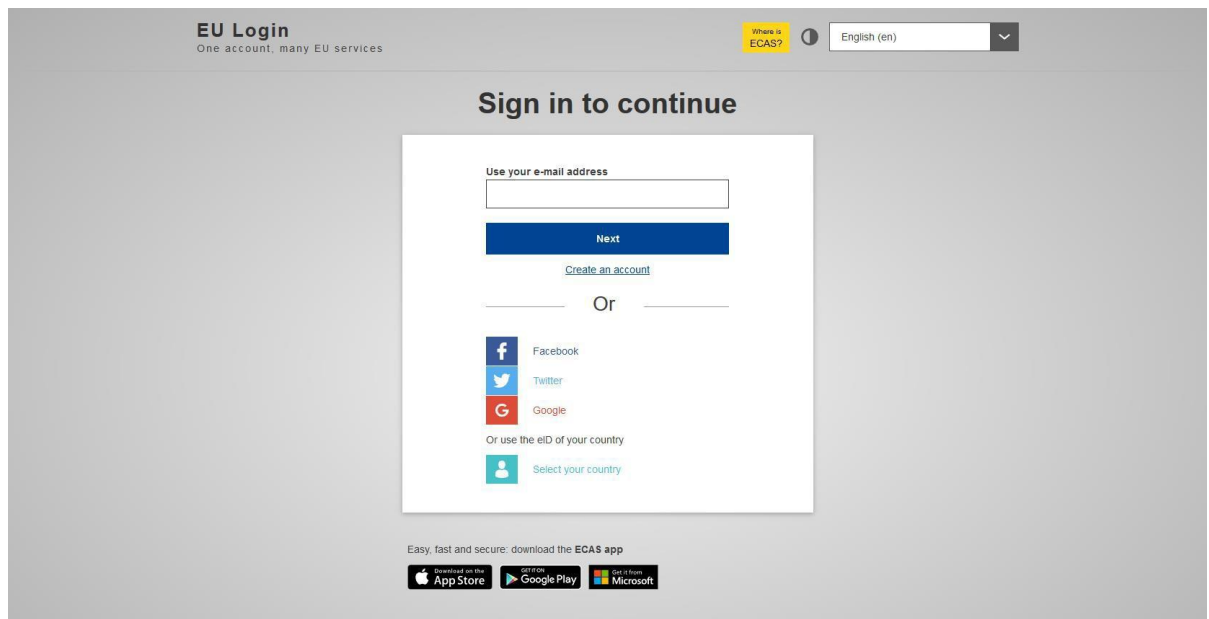 EU Login
One account, many EU services
Where is
ECAS?
English (en)
Sign in to continue
Use your e-mail address
Next
Create an account
Or
Facebook
Twitter
G
Google
Or use the eID of your country
Select your country
Easy, fast and secure: download the ECAS app
Download on the
App Store
GET IT ON
Google Play
Get it from
Microsoft